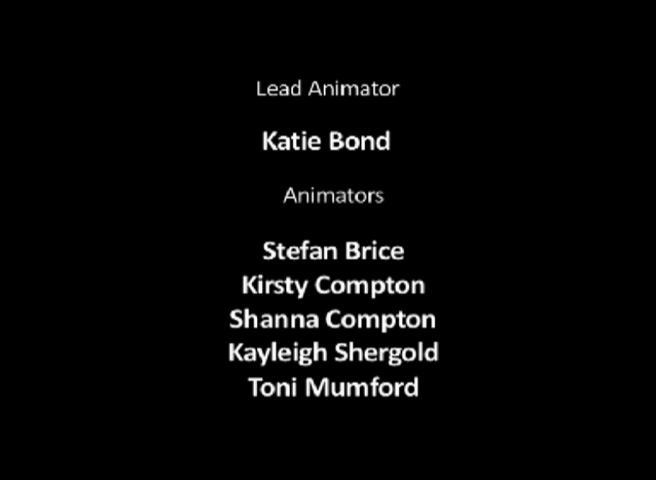 Lead Animator
Katie Bond
Animators
Stefan Brice
Kirsty Compton
Shanna Compton
Kayleigh Shergold
Toni Mumford